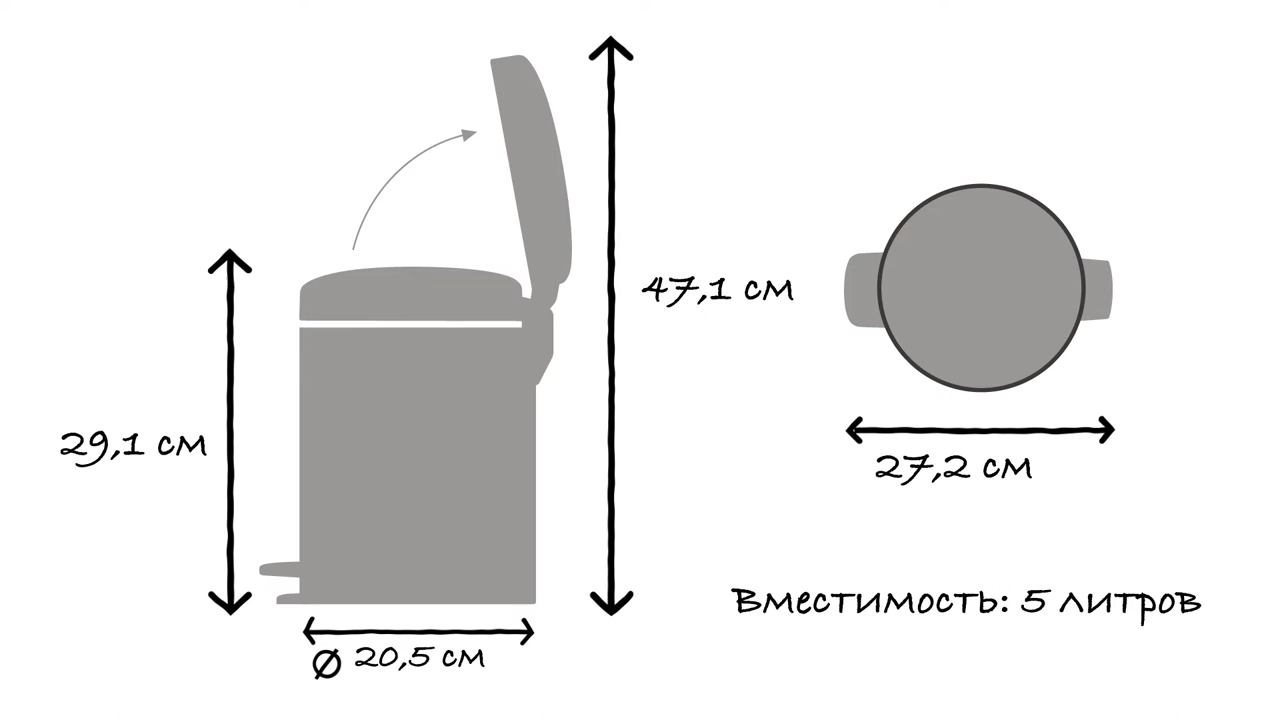 47,1 см
29,1 см
27,2 см
Вместимость: 5 литров
Ø 20,5 см